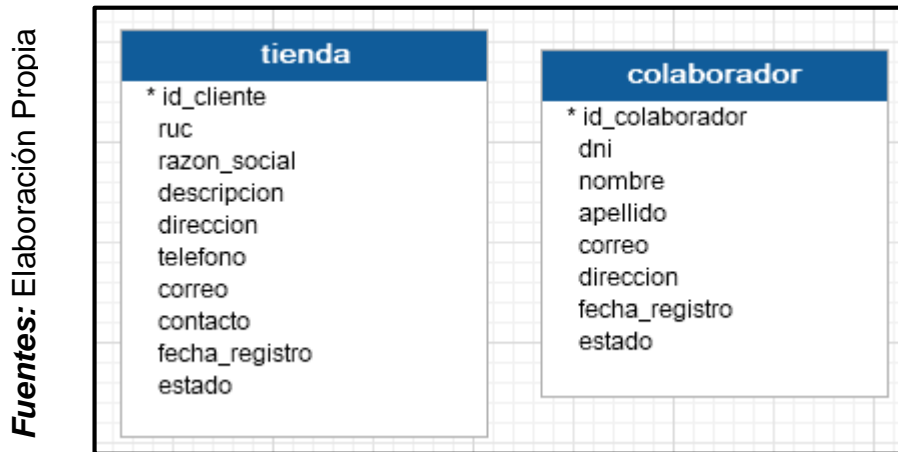 Fuentes: Elaboración Propia
tienda
* id_cliente
ruc
razon_social
descripcion
direccion
telefono
correo
contacto
fecha_registro
estado
colaborador
* id_colaborador
dni
nombre
apellido
correo
direccion
fecha_registro
estado